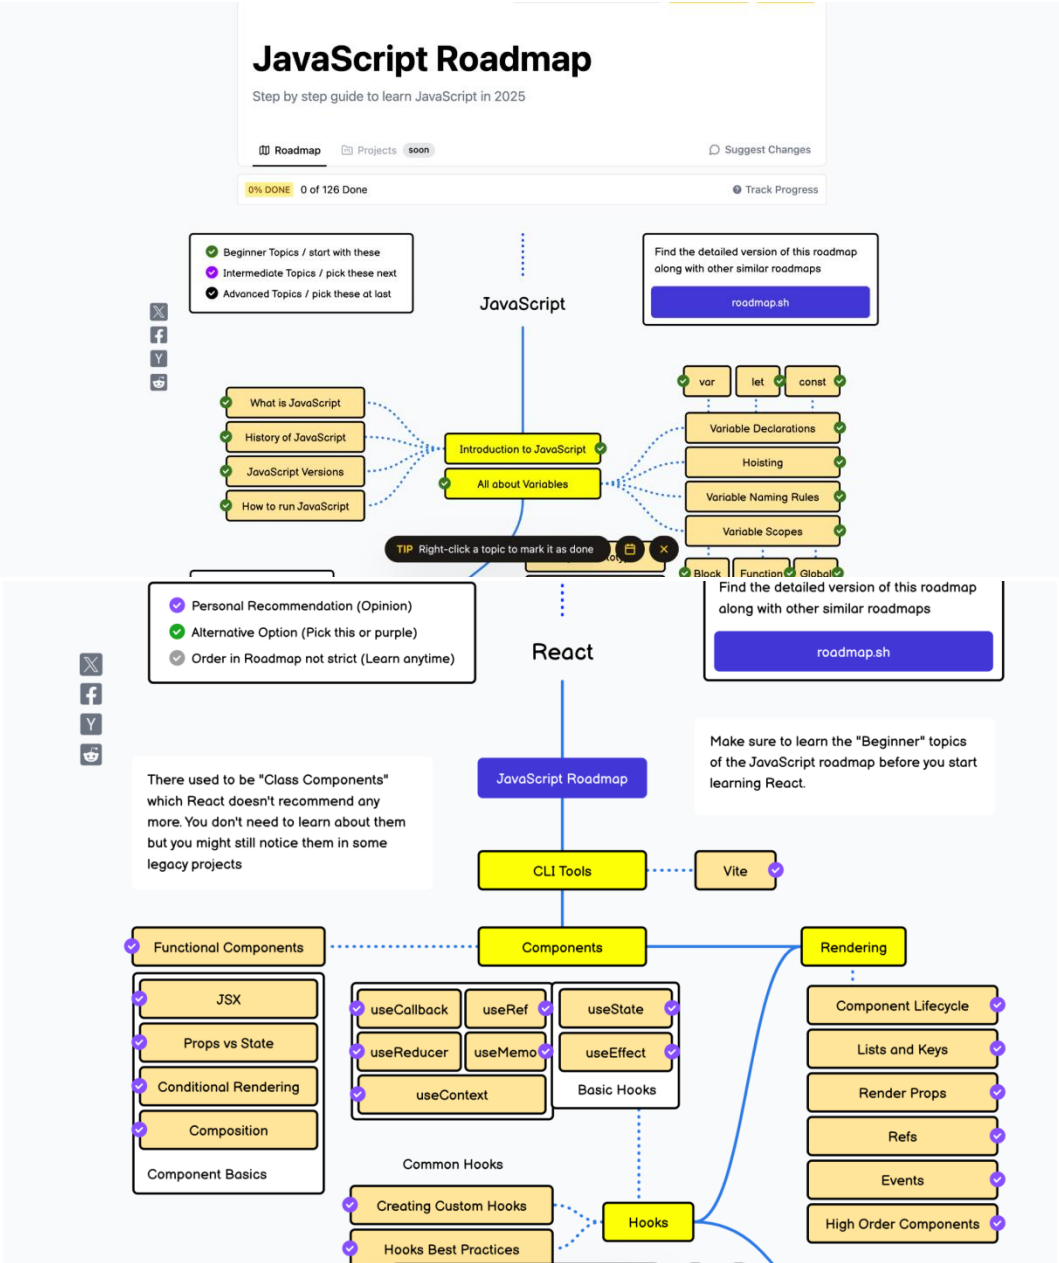 JavaScript Roadmap
Step by step guide to learn JavaScript in 2025
Roadmap
Projects soon
Suggest Changes
0% DONE 0 of 126 Done
Track Progress
Beginner Topics / start with these
Intermediate Topics / pick these next
Advanced Topics / pick these at last
JavaScript
Find the detailed version of this roadmap
along with other similar roadmaps
roadmap.sh
What is JavaScript
History of JavaScript
JavaScript Versions
How to run JavaScript
Introduction to JavaScript
All about Variables
var
let
const
Variable Declarations
Hoisting
Variable Naming Rules
Variable Scopes
Block
Function
Global
TIP Right-click a topic to mark it as done
Personal Recommendation (Opinion)
Alternative Option (Pick this or purple)
Order in Roadmap not strict (Learn anytime)
React
Find the detailed version of this roadmap
along with other similar roadmaps
roadmap.sh
There used to be "Class Components"
which React doesn't recommend any
more. You don't need to learn about them
but you might still notice them in some
legacy projects
JavaScript Roadmap
Make sure to learn the "Beginner" topics
of the JavaScript roadmap before you start
learning React.
CLI Tools
Vite
Functional Components
Components
Rendering
JSX
Props vs State
Conditional Rendering
Composition
Component Basics
useCallback
useRef
useReducer
useMemo
useContext
useState
useEffect
Basic Hooks
Common Hooks
Creating Custom Hooks
Hooks Best Practices
Hooks
Component Lifecycle
Lists and Keys
Render Props
Refs
Events
High Order Components